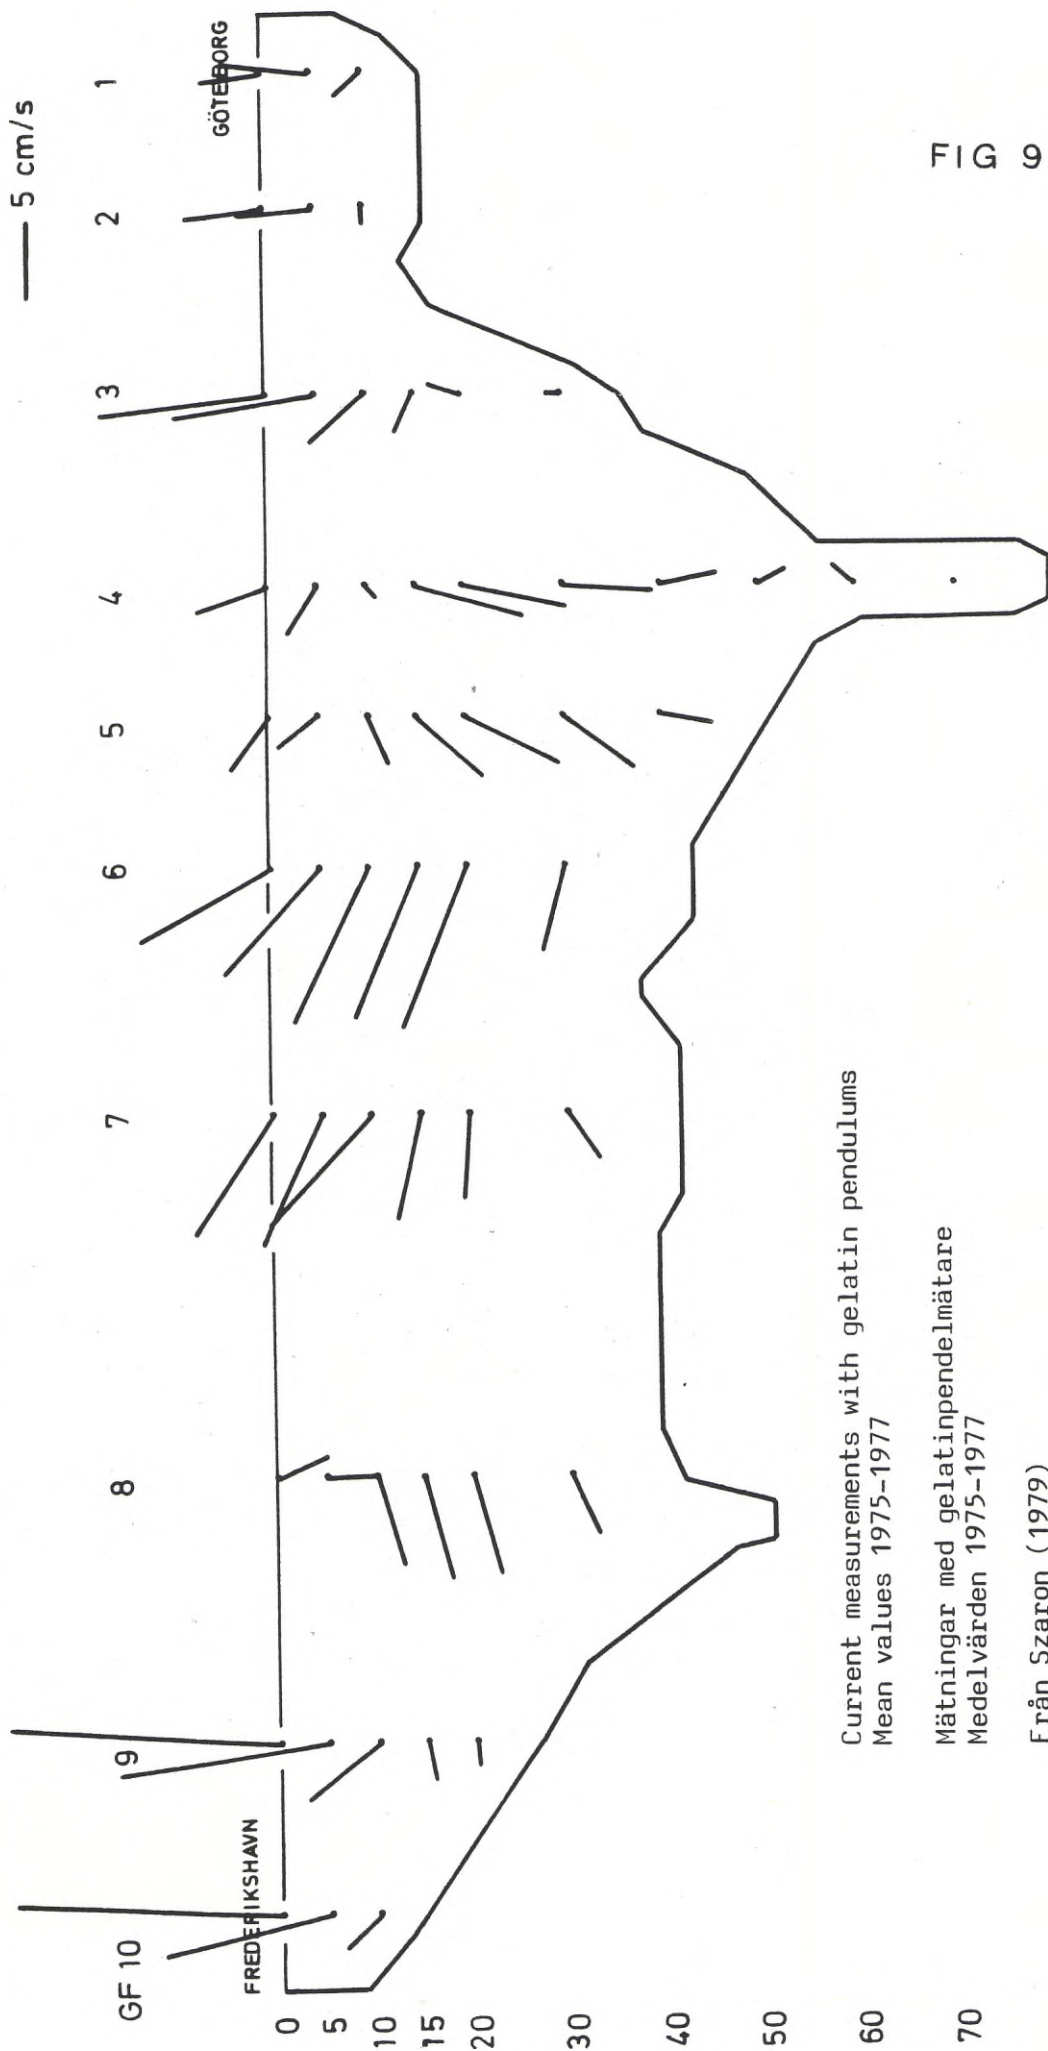 5 cm/s
GF 10
9
8
7
6
5
4
3
2
1
FREDERIKSHAVN
GÖTEBORG
0
5
10
15
20
30
40
50
60
70
Current measurements with gelatin pendulums
Mean values 1975-1977
Mätningar med gelatinpendelmätare
Medelvärden 1975-1977
Från Szaron (1979)
FIG 9